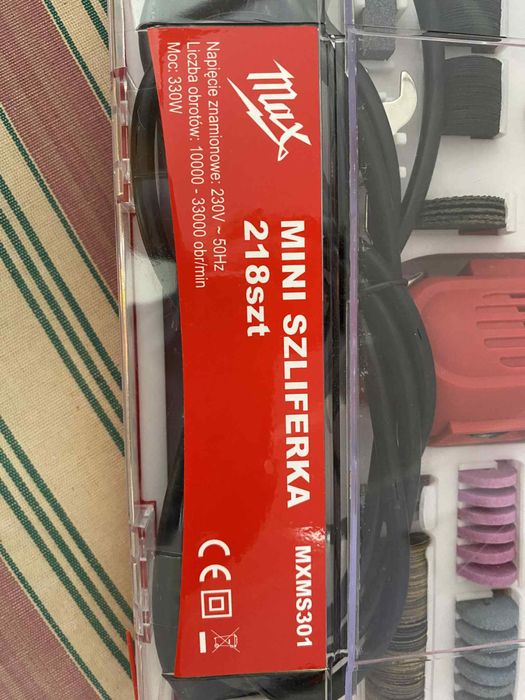 max
MINI SZLIFERKA
218szt
MXMS301
Napięcie znamionowe: 230V ~ 50Hz
Liczba obrotów: 10000 - 33000 obr/min
Moc: 330W
CE